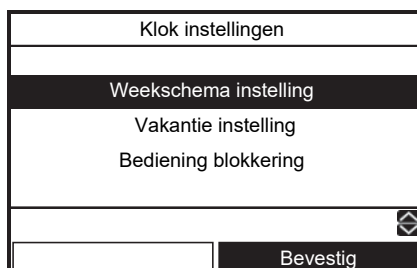 Klok instellingen
Weekschema instelling
Vakantie instelling
Bediening blokkering
Bevestig